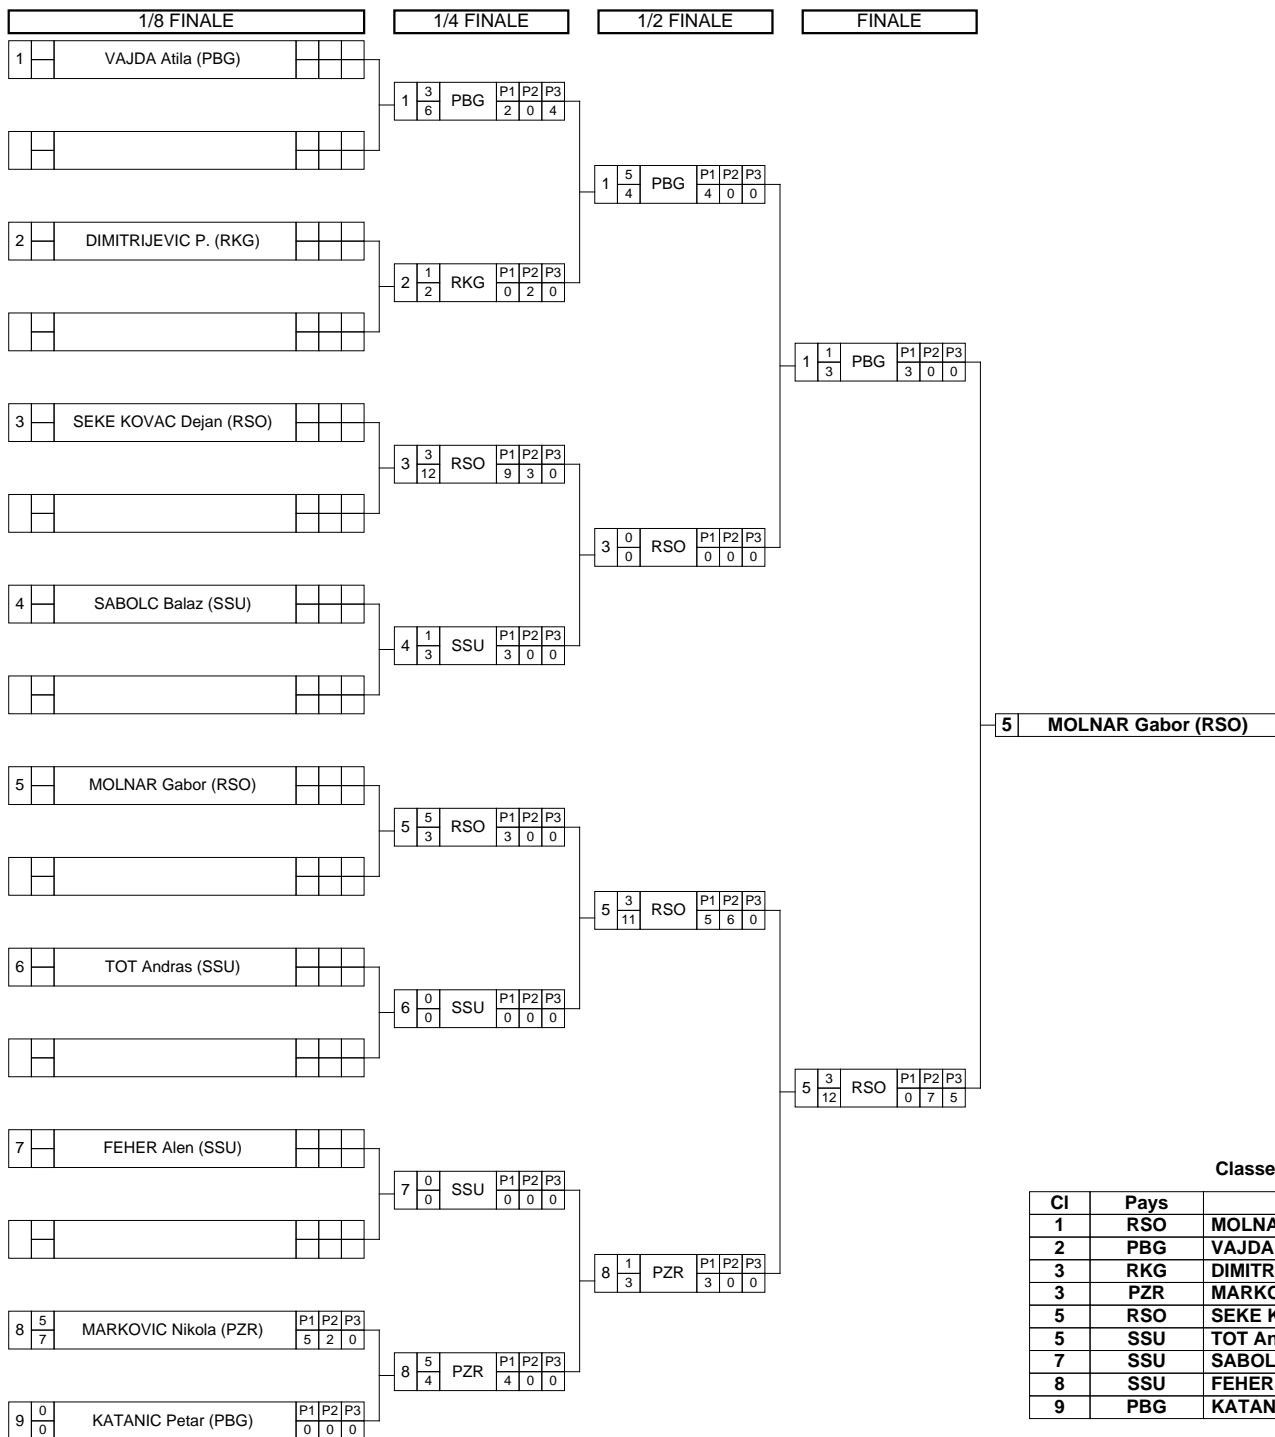 1/8 FINALE 1/4 FINALE 1/2 FINALE FINALE
1 VAJDA Atila (PBG)
1 3 6 PBG P1 P2 P3 2 0 4
1 5 4 PBG P1 P2 P3 4 0 0
2 DIMITRIJEVIC P. (RKG)
2 1 2 RKG P1 P2 P3 0 2 0
1 1 3 PBG P1 P2 P3 3 0 0
3 SEKE KOVAC Dejan (RSO)
3 3 12 RSO P1 P2 P3 9 3 0
3 0 0 RSO P1 P2 P3 0 0 0
4 SABOLC Balaz (SSU)
4 1 3 SSU P1 P2 P3 3 0 0
5 MOLNAR Gabor (RSO)
5 MOLNAR Gabor (RSO)
5 5 3 RSO P1 P2 P3 3 0 0
5 3 11 RSO P1 P2 P3 5 6 0
6 TOT Andras (SSU)
6 0 0 SSU P1 P2 P3 0 0 0
5 3 12 RSO P1 P2 P3 0 7 5
7 FEHER Alen (SSU)
7 0 0 SSU P1 P2 P3 0 0 0
8 1 3 PZR P1 P2 P3 3 0 0
8 5 7 MARKOVIC Nikola (PZR) P1 P2 P3 5 2 0
8 5 4 PZR P1 P2 P3 4 0 0
9 0 0 KATANIC Petar (PBG) P1 P2 P3 0 0 0
Classe
Cl Pays
1 RSO MOLNA
2 PBG VAJDA
3 RKG DIMITR
3 PZR MARKO
5 RSO SEKE K
5 SSU TOT An
7 SSU SABOL
8 SSU FEHER
9 PBG KATAN